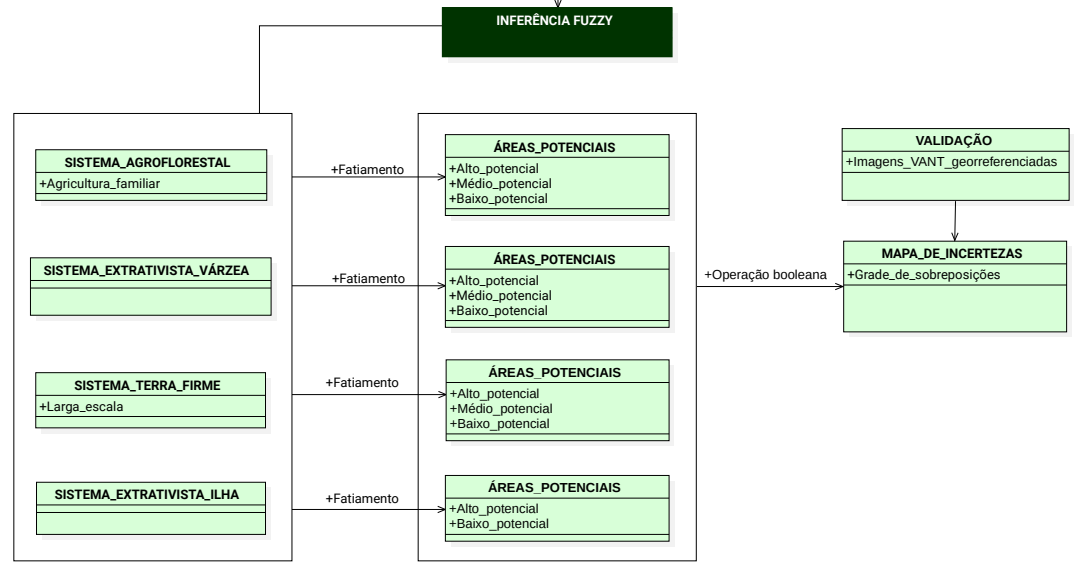 INFERÊNCIA FUZZY
SISTEMA_AGROFLORESTAL
+Agricultura_familiar
+Fatiamento
ÁREAS_POTENCIAIS
+Alto_potencial
+Médio_potencial
+Baixo_potencial
SISTEMA_EXTRATIVISTA_VÁRZEA
+Fatiamento
ÁREAS_POTENCIAIS
+Alto_potencial
+Médio_potencial
+Baixo_potencial
SISTEMA_TERRA_FIRME
+Larga_escala
+Fatiamento
ÁREAS_POTENCIAIS
+Alto_potencial
+Médio_potencial
+Baixo_potencial
SISTEMA_EXTRATIVISTA_ILHA
+Fatiamento
ÁREAS_POTENCIAIS
+Alto_potencial
+Baixo_potencial
+Operação booleana
VALIDAÇÃO
+Imagens_VANT_georreferenciadas
MAPA_DE_INCERTEZAS
+Grade_de_sobreposições